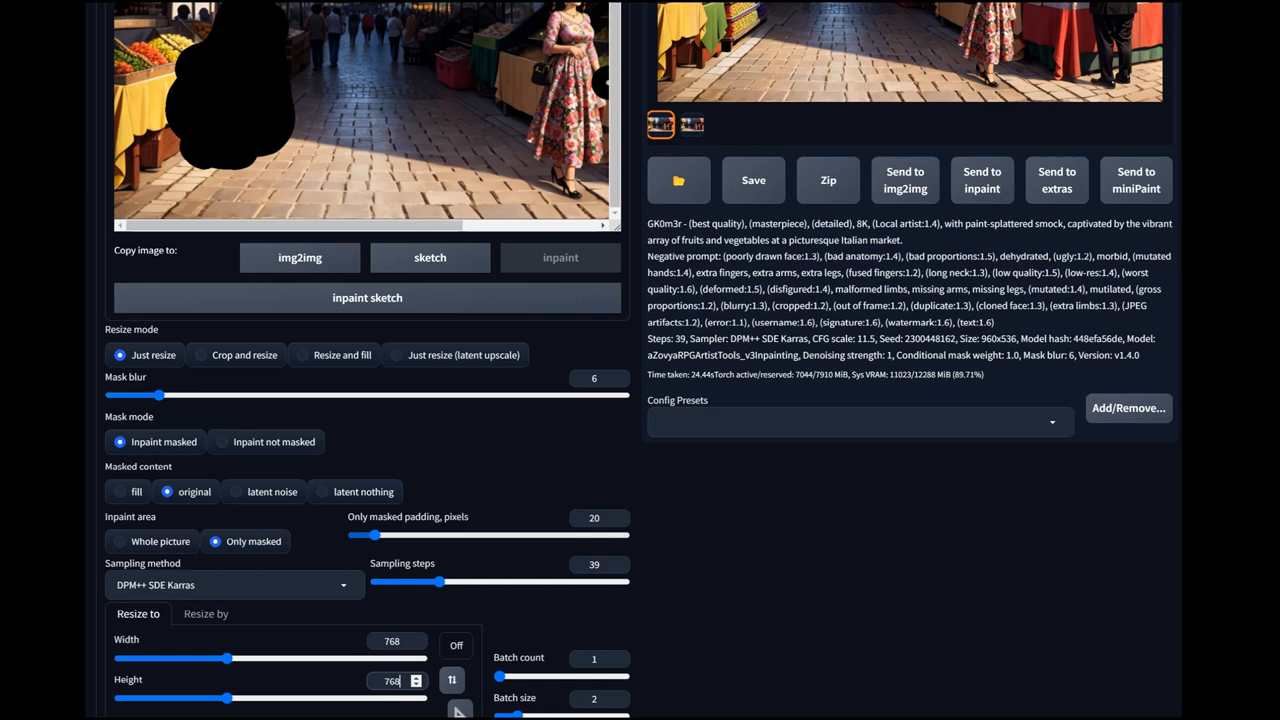 Copy image to:
img2img
sketch
inpaint
inpaint sketch
Resize mode
Just resize
Crop and resize
Resize and fill
Just resize (latent upscale)
Mask blur
6
Mask mode
Inpaint masked
Inpaint not masked
Masked content
fill
original
latent noise
latent nothing
Inpaint area
Whole picture
Only masked
Only masked padding, pixels
20
Sampling method
DPM++ SDE Karras
Sampling steps
39
Resize to
Resize by
Width
768
Off
Height
768
Batch count
1
Batch size
2
Save
Zip
Send to
img2img
Send to
inpaint
Send to
extras
Send to
miniPaint
GK0m3r - (best quality), (masterpiece), (detailed), 8K, (Local artist:1.4), with paint-splattered smock, captivated by the vibrant
array of fruits and vegetables at a picturesque Italian market.
Negative prompt: (poorly drawn face:1.3), (bad anatomy:1.4), (bad proportions:1.5), dehydrated, (ugly:1.2), morbid, (mutated
hands:1.4), extra fingers, extra arms, extra legs, (fused fingers:1.2), (long neck:1.3), (low quality:1.5), (low-res:1.4), (worst
quality:1.6), (deformed:1.5), (disfigured:1.4), malformed limbs, missing arms, missing legs, (mutated:1.4), mutilated, (gross
proportions:1.2), (blurry:1.3), (cropped:1.2), (out of frame:1.2), (duplicate:1.3), (cloned face:1.3), (extra limbs:1.3), (JPEG
artifacts:1.2), (error:1.1), (username:1.6), (signature:1.6), (watermark:1.6), (text:1.6)
Steps: 39, Sampler: DPM++ SDE Karras, CFG scale: 11.5, Seed: 2300448162, Size: 960x536, Model hash: 448efa56de, Model:
aZovyaRPGArtistTools_v3Inpainting, Denoising strength: 1, Conditional mask weight: 1.0, Mask blur: 6, Version: v1.4.0
Time taken: 24.44sTorch active/reserved: 7044/7910 MiB, Sys VRAM: 11023/12288 MiB (89.71%)
Config Presets
Add/Remove...